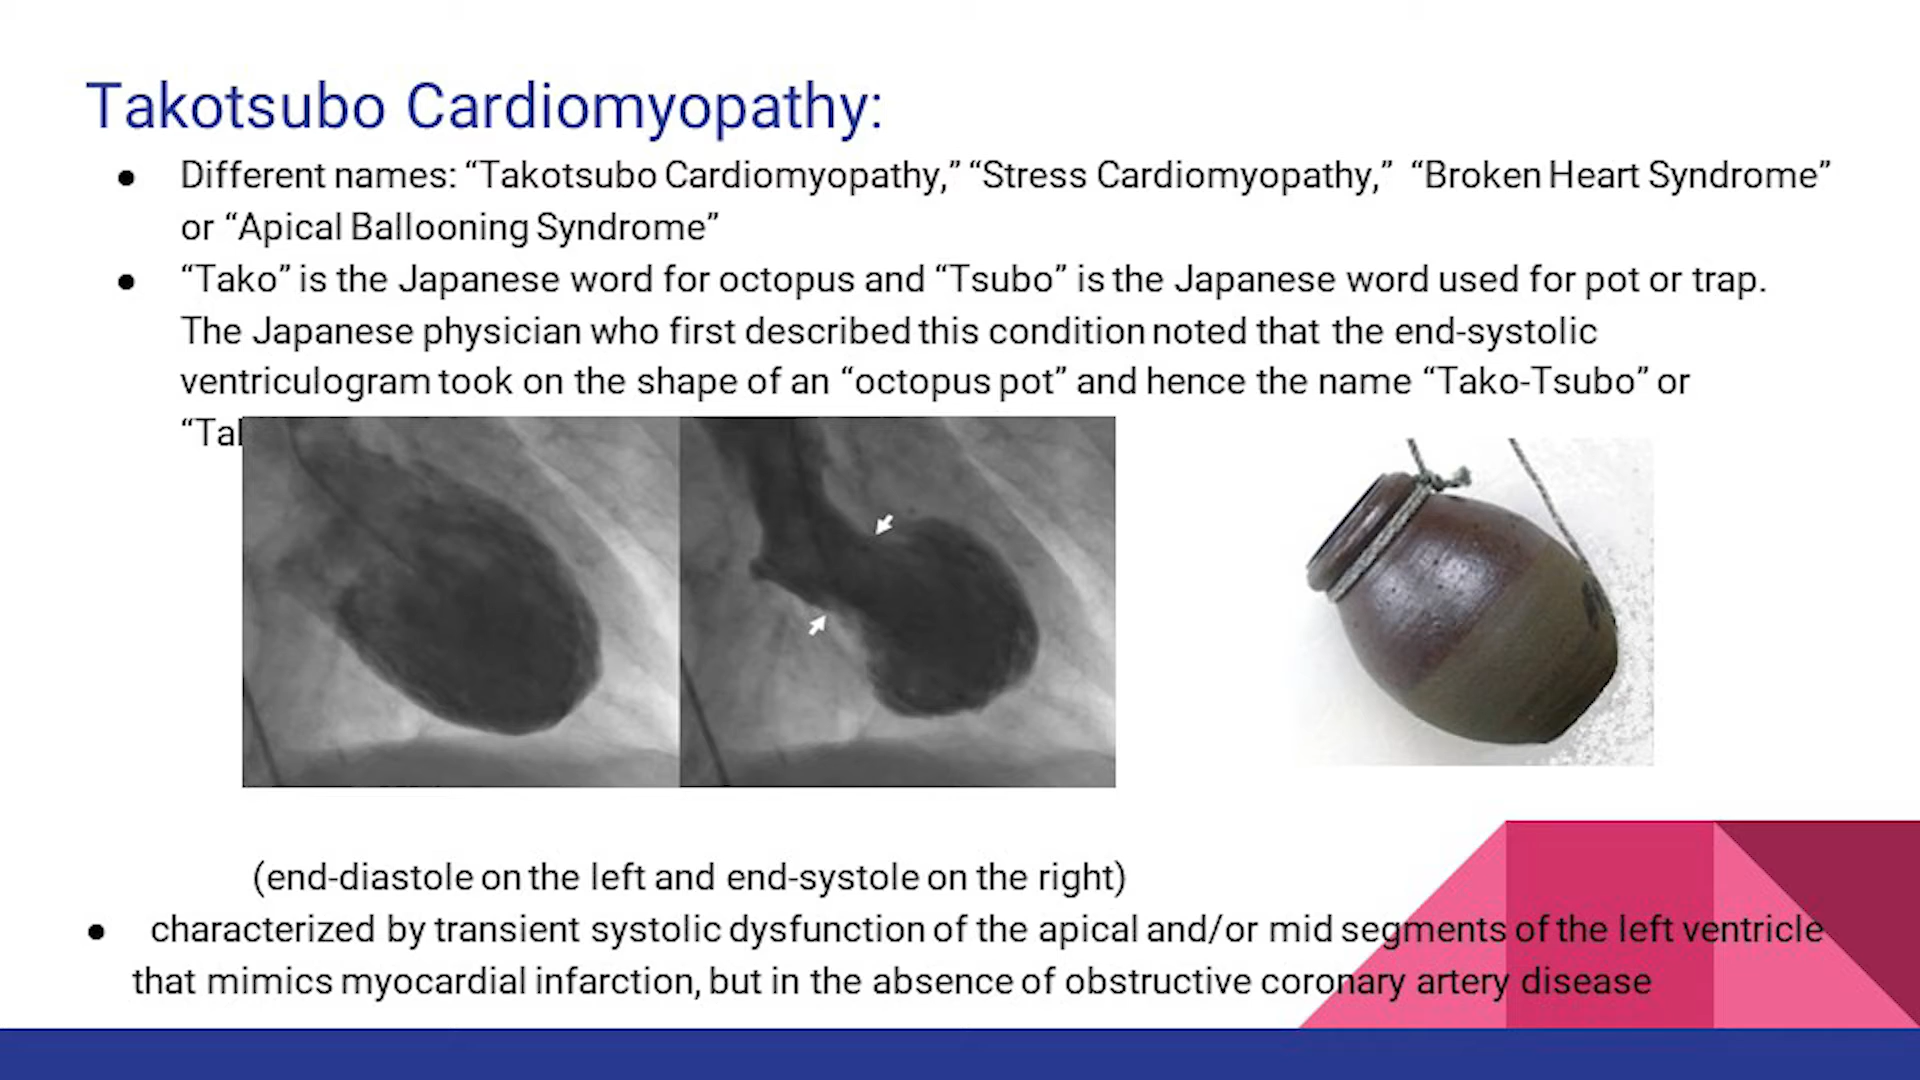 Takotsubo Cardiomyopathy:
● Different names: “Takotsubo Cardiomyopathy,” “Stress Cardiomyopathy,” “Broken Heart Syndrome”
or “Apical Ballooning Syndrome”
● “Tako” is the Japanese word for octopus and “Tsubo” is the Japanese word used for pot or trap.
The Japanese physician who first described this condition noted that the end-systolic
ventriculogram took on the shape of an “octopus pot” and hence the name “Tako-Tsubo” or
(end-diastole on the left and end-systole on the right)
● characterized by transient systolic dysfunction of the apical and/or mid segments of the left ventricle
that mimics myocardial infarction, but in the absence of obstructive coronary artery disease